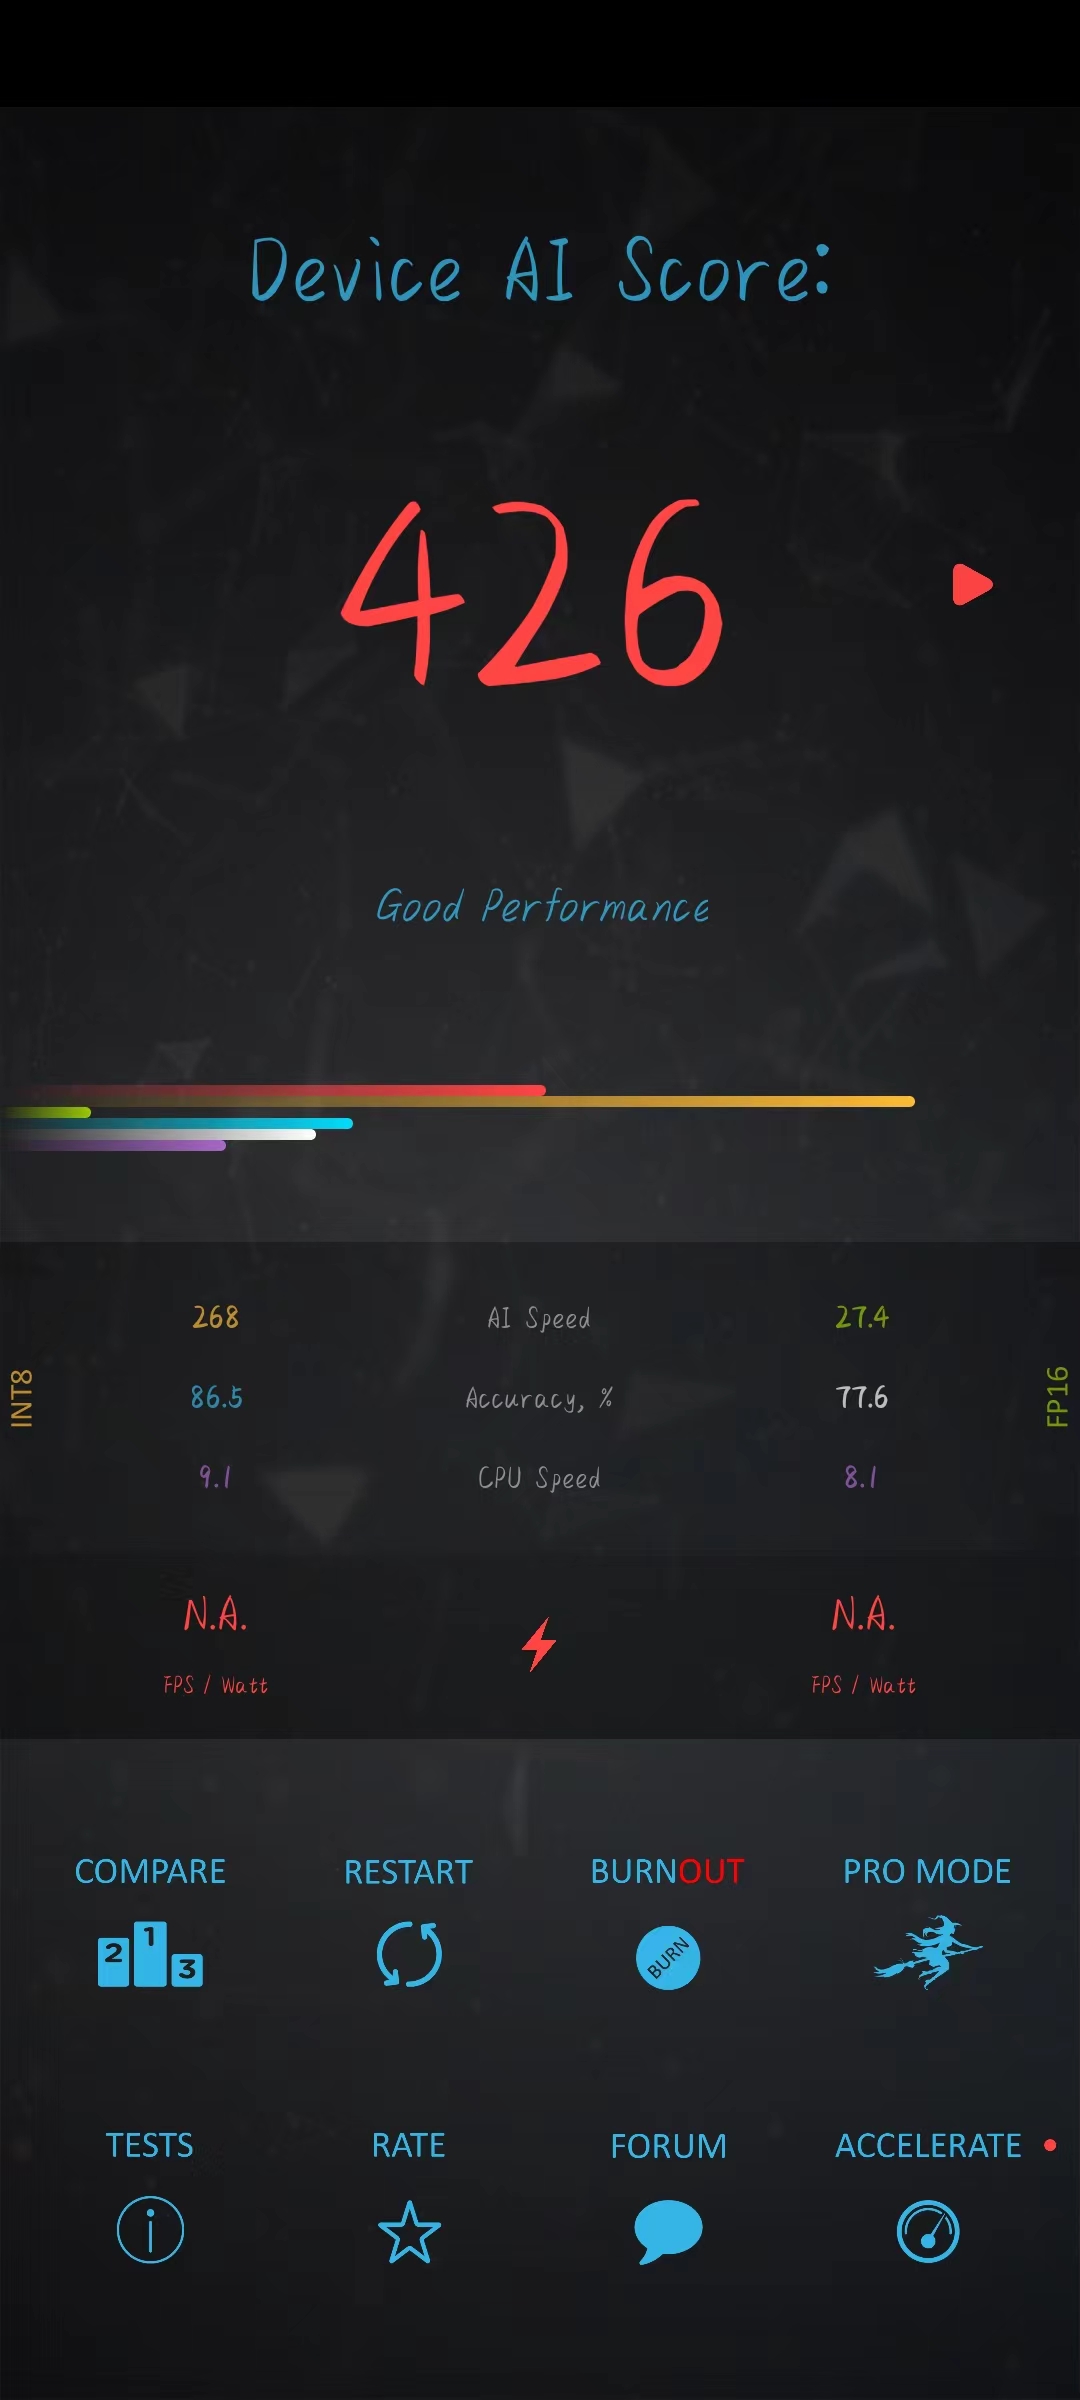 Device AI Score:
426
Good Performance
268 AI Speed 27.4
INT8 86.5 Accuracy, % 77.6 FP16
9.1 CPU Speed 8.1
N.A. N.A.
FPS / Watt FPS / Watt
COMPARE RESTART BURNOUT PRO MODE
2 1 3 BURN
TESTS RATE FORUM ACCELERATE